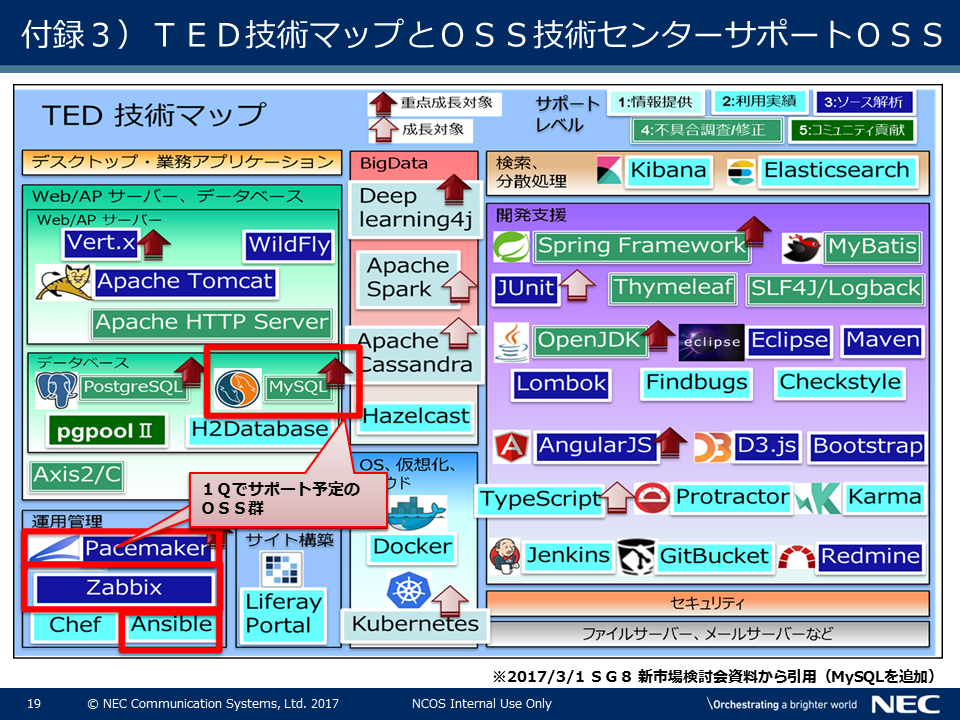 付録３）ＴＥＤ技術マップとＯＳＳ技術センターサポートＯＳＳ
TED 技術マップ
重点成長対象
成長対象
サポート
レベル
1:情報提供
2:利用実績
3:ソース解析
4:不具合調査/修正
5:コミュニティ貢献
デスクトップ・業務アプリケーション
Web/AP サーバー、データベース
Web/AP サーバー
Vert.x
WildFly
Apache Tomcat
Apache HTTP Server
データベース
PostgreSQL
MySQL
pgpool Ⅱ
H2Database
Axis2/C
運用管理
Pacemaker
Zabbix
Chef
Ansible
サイト構築
Liferay
Portal
BigData
Deep
learning4j
Apache
Spark
Apache
Cassandra
Hazelcast
OS、仮想化、
ウド
Docker
Kubernetes
１Ｑでサポート予定の
ＯＳＳ群
検索、
分散処理
Kibana
Elasticsearch
開発支援
Spring Framework
MyBatis
JUnit
Thymeleaf
SLF4J/Logback
OpenJDK
eclipse
Eclipse
Maven
Lombok
Findbugs
Checkstyle
AngularJS
D3.js
Bootstrap
TypeScript
Protractor
Karma
Jenkins
GitBucket
Redmine
セキュリティ
ファイルサーバー、メールサーバーなど
※2017/3/1 ＳＧ８ 新市場検討会資料から引用（MySQLを追加）
19
© NEC Communication Systems, Ltd. 2017
NCOS Internal Use Only
\Orchestrating a brighter world
NEC